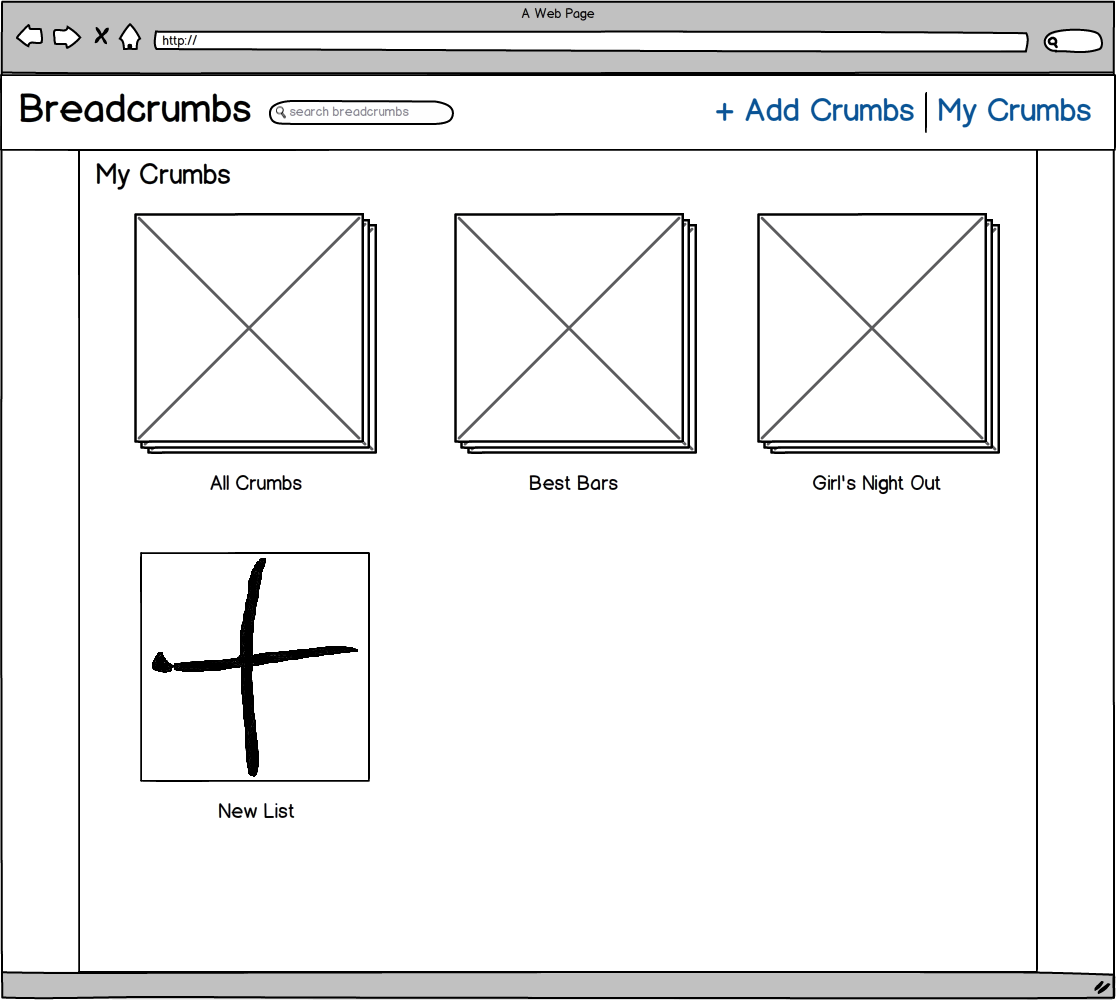 A Web Page
http://
Breadcrumbs
search breadcrumbs
+ Add Crumbs
My Crumbs
My Crumbs
All Crumbs
Best Bars
Girl's Night Out
New List